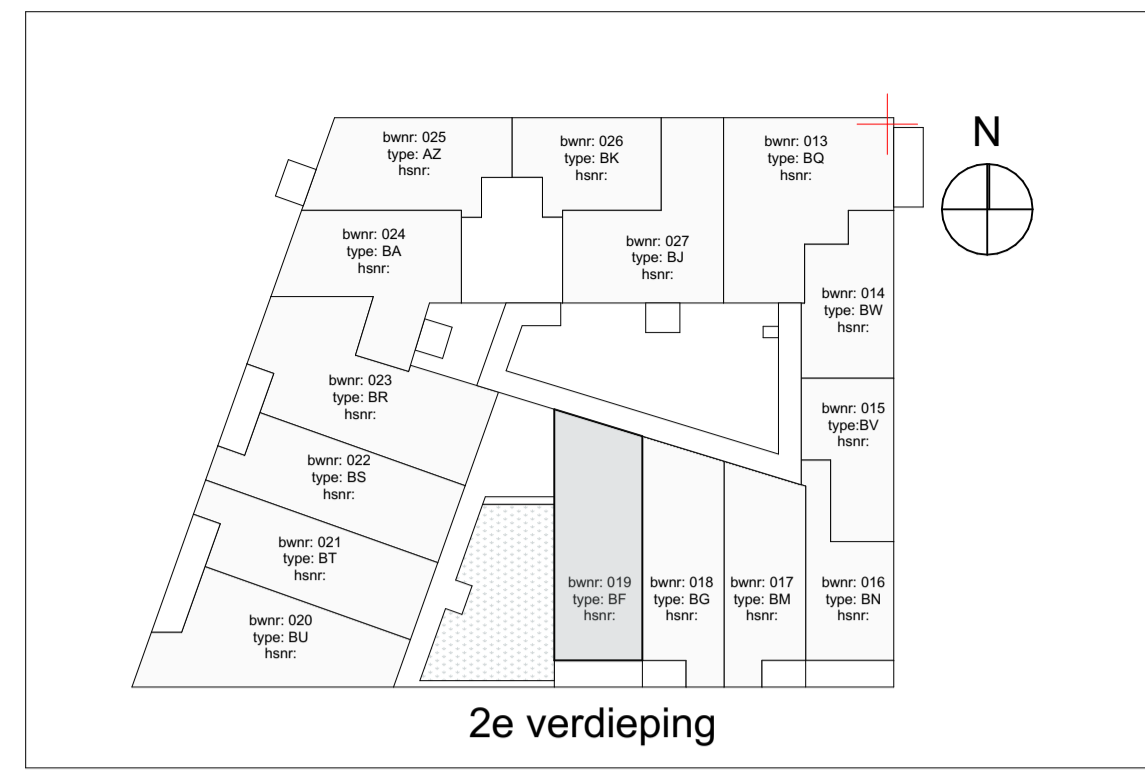 bwnr: 025
type: AZ
hsnr:
bwnr: 026
type: BK
hsnr:
bwnr: 013
type: BQ
hsnr:
N
bwnr: 024
type: BA
hsnr:
bwnr: 027
type: BJ
hsnr:
bwnr: 014
type: BW
hsnr:
bwnr: 023
type: BR
hsnr:
bwnr: 015
type:BV
hsnr:
bwnr: 022
type: BS
hsnr:
bwnr: 021
type: BT
hsnr:
bwnr: 019
type: BF
hsnr:
bwnr: 018
type: BG
hsnr:
bwnr: 017
type: BM
hsnr:
bwnr: 016
type: BN
hsnr:
bwnr: 020
type: BU
hsnr:
2e verdieping